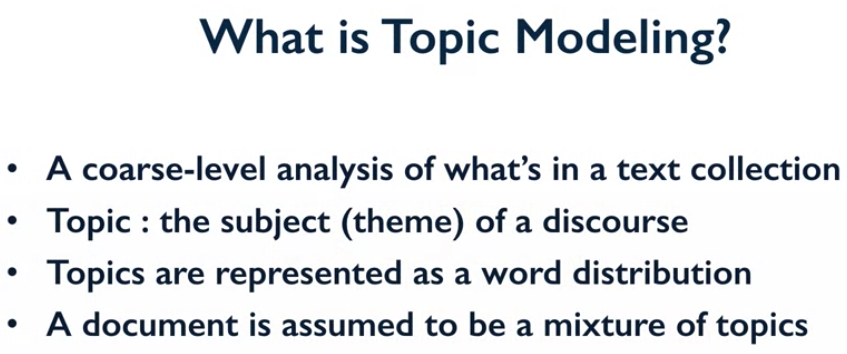 What is Topic Modeling?
• A coarse-level analysis of what's in a text collection
• Topic : the subject (theme) of a discourse
• Topics are represented as a word distribution
• A document is assumed to be a mixture of topics